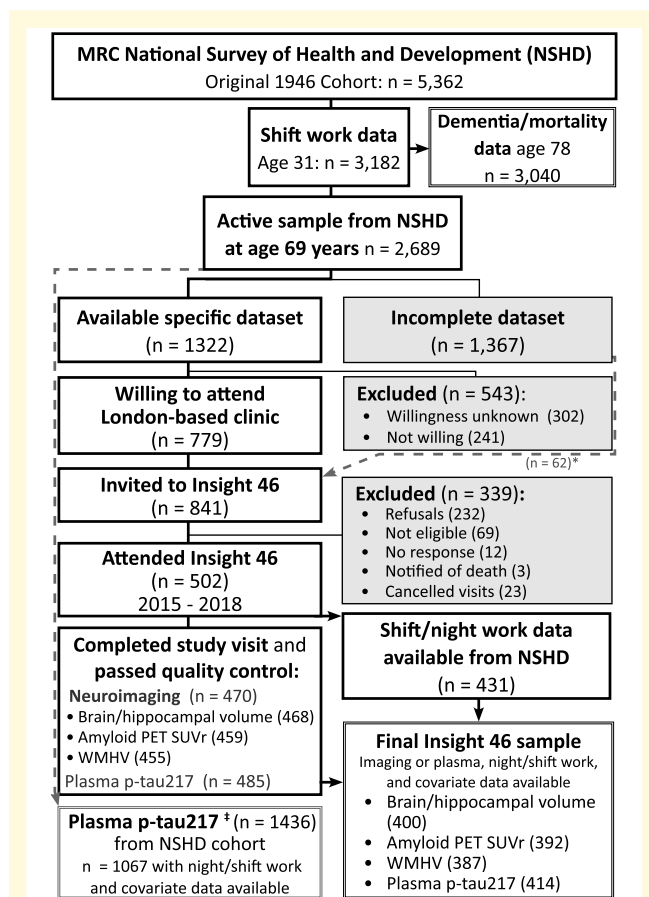 MRC National Survey of Health and Development (NSHD)
Original 1946 Cohort: n = 5,362
Shift work data
Age 31: n = 3,182
Dementia/mortality
data age 78
n = 3,040
Active sample from NSHD
at age 69 years n = 2,689
Available specific dataset
(n = 1322)
Incomplete dataset
(n = 1,367)
Willing to attend
London-based clinic
(n = 779)
Excluded (n = 543):
• Willingness unknown (302)
• Not willing (241)
(n = 62)*
Invited to Insight 46
(n = 841)
Excluded (n = 339):
• Refusals (232)
• Not eligible (69)
• No response (12)
• Notified of death (3)
• Cancelled visits (23)
Attended Insight 46
(n = 502)
2015 - 2018
Shift/night work data
available from NSHD
(n = 431)
Completed study visit and
passed quality control:
Neuroimaging (n = 470)
• Brain/hippocampal volume (468)
• Amyloid PET SUVr (459)
• WMHV (455)
Plasma p-tau217 (n = 485)
Final Insight 46 sample
Imaging or plasma, night/shift work,
and covariate data available
• Brain/hippocampal volume
(400)
• Amyloid PET SUVr (392)
• WMHV (387)
• Plasma p-tau217 (414)
Plasma p-tau217 ‡ (n = 1436)
from NSHD cohort
n = 1067 with night/shift work
and covariate data available